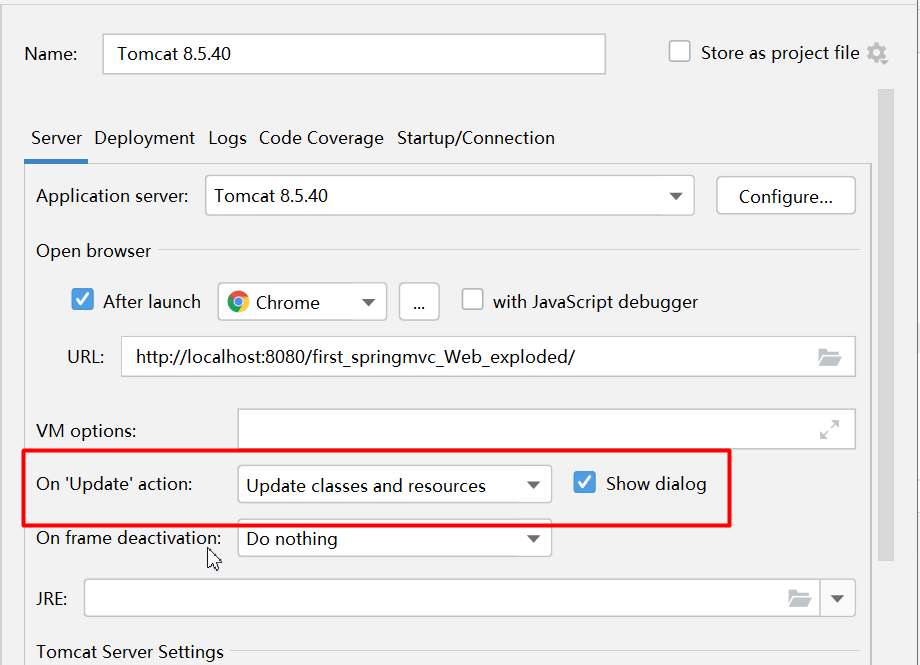 Name: Tomcat 8.5.40 Store as project file
Server Deployment Logs Code Coverage Startup/Connection
Application server: Tomcat 8.5.40 Configure...
Open browser
After launch Chrome ... with JavaScript debugger
URL: http://localhost:8080/first_springmvc_Web_exploded/
VM options:
On 'Update' action: Update classes and resources Show dialog
On frame deactivation: Do nothing
JRE:
Tomcat Server Settings